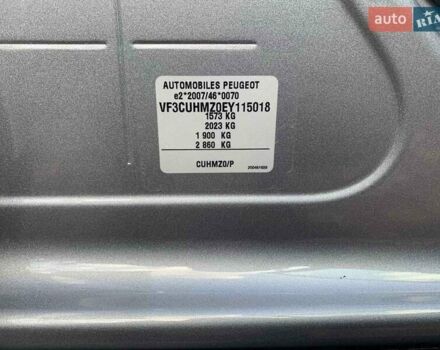 auto RIA
AUTOMOBILES PEUGEOT
e2*2007/46*0070
VF3CUHMZ0EY115018
1573 KG
2023 KG
1 900 KG
2 860 KG
CUHMZ0/P